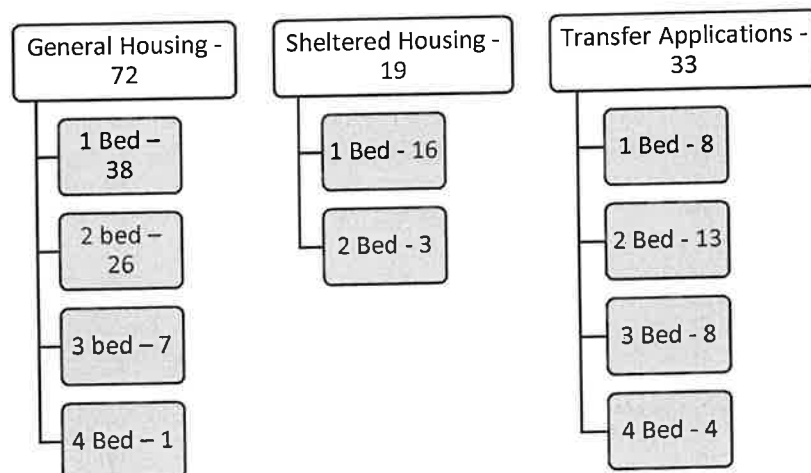 General Housing -
72
1 Bed –
38
2 bed –
26
3 bed – 7
4 Bed – 1
Sheltered Housing -
19
1 Bed - 16
2 Bed - 3
Transfer Applications -
33
1 Bed - 8
2 Bed - 13
3 Bed - 8
4 Bed - 4